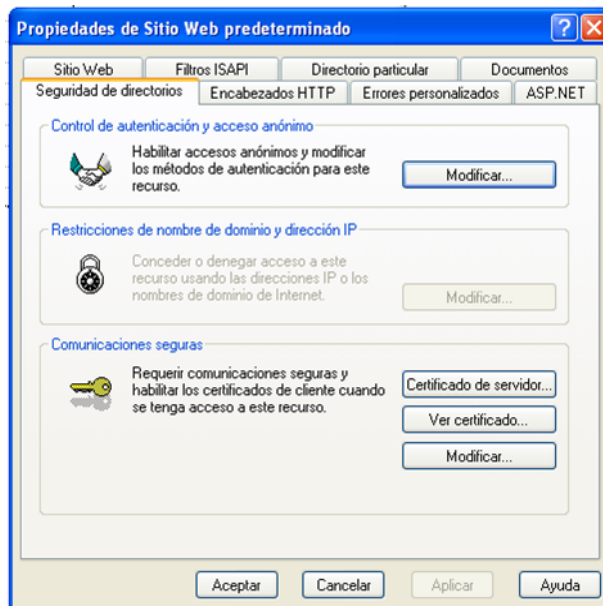 Propiedades de Sitio Web predeterminado
Sitio Web Filtros ISAPI Directorio particular Documentos
Seguridad de directorios Encabezados HTTP Errores personalizados ASP.NET
Control de autenticación y acceso anónimo
Habilitar accesos anónimos y modificar
los métodos de autenticación para este
recurso.
Modificar...
Restricciones de nombre de dominio y dirección IP
Conceder o denegar acceso a este
recurso usando las direcciones IP o los
nombres de dominio de Internet.
Modificar...
Comunicaciones seguras
Requerir comunicaciones seguras y
habilitar los certificados de cliente cuando
se tenga acceso a este recurso.
Certificado de servidor...
Ver certificado...
Modificar...
Aceptar Cancelar Aplicar Ayuda